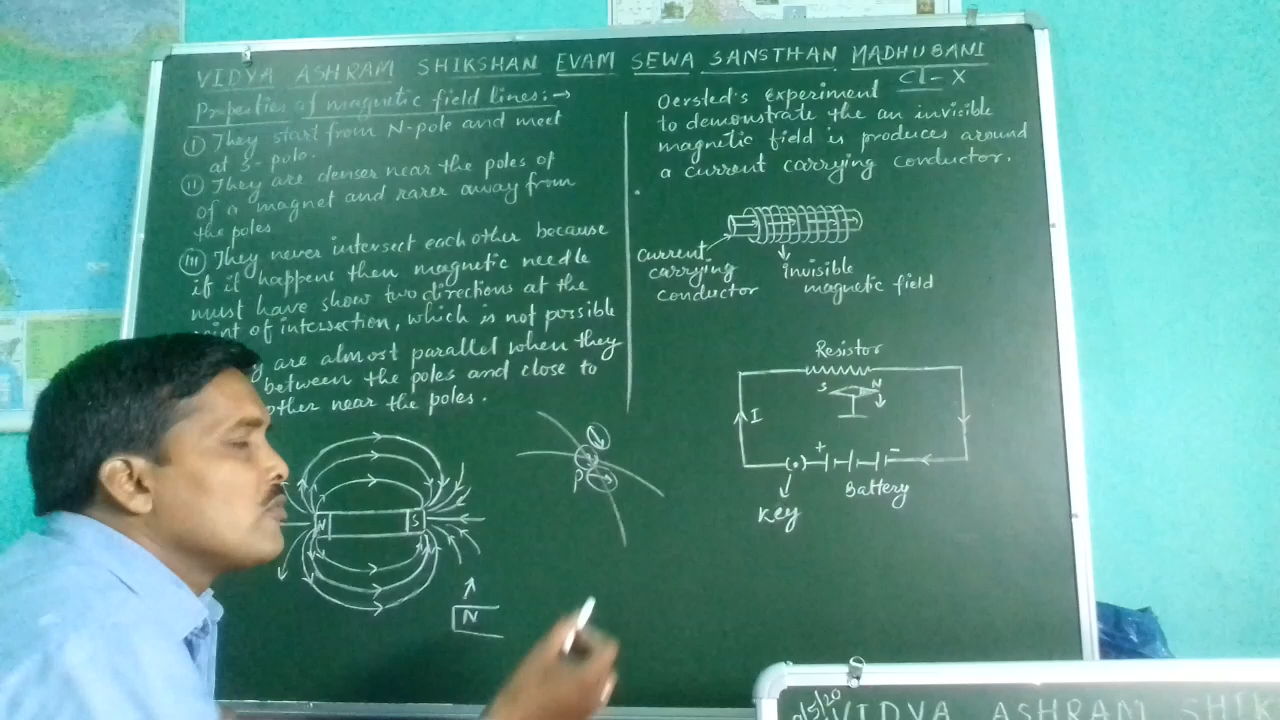 VIDYA ASHRAM SHIKSHAN EVAM SEWA SANSTHAN MADHUBANI
Cl- X
Properties of magnetic field lines:→
(I) They start from N-pole and meet
at S-pole.
(II) They are denser near the poles of
of a magnet and rarer away from
the poles
(III) They never intersect each other because
if it happens then magnetic needle
must have show two directions at the
point of intersection, which is not possible
are almost parallel when they
between the poles and close to
other near the poles.
N S
N
P
Oersted's experiment
to demonstrate the an invisible
magnetic field is produces around
a current carrying conductor.
current
carrying
conductor
invisible
magnetic field
Resistor
S N
I
+ -
Battery
Key
VIDYA ASHRAM SHIK